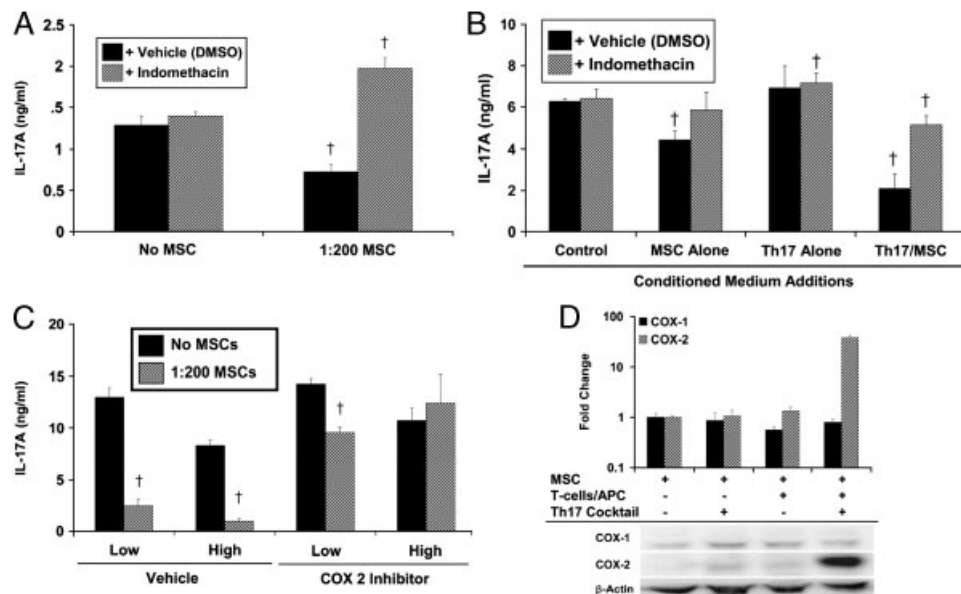 A
2.5
2
1.5
1
0.5
0
IL-17A (ng/ml)
+ Vehicle (DMSO)
+ Indomethacin
†
†
No MSC
1:200 MSC
B
10
8
6
4
2
0
IL-17A (ng/ml)
+ Vehicle (DMSO)
+ Indomethacin
†
†
†
†
Control
MSC Alone
Th17 Alone
Th17/MSC
Conditioned Medium Additions
C
20
15
10
5
0
IL-17A (ng/ml)
No MSCs
1:200 MSCs
†
†
†
Low
High
Low
High
Vehicle
COX 2 Inhibitor
D
100
10
1
0.1
Fold Change
COX-1
COX-2
MSC + + + +
T-cells/APC - - + +
Th17 Cocktail - + - +
COX-1
COX-2
β-Actin